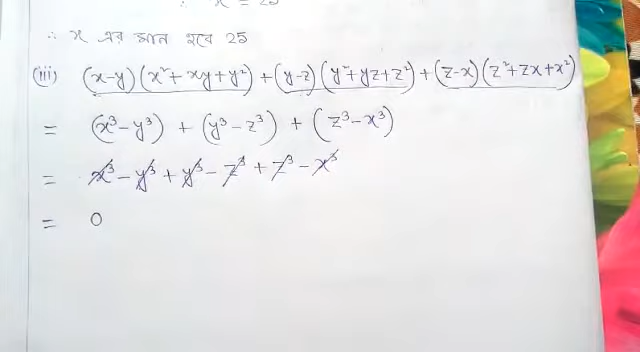 ∴ x = 25
∴ x এর মান হবে 25
(iii) (x-y)(x²+xy+y²)+(y-z)(y²+yz+z²)+(z-x)(z²+zx+x²)
= (x³-y³) + (y³-z³) + (z³-x³)
= x³-y³+y³-z³+z³-x³
= 0